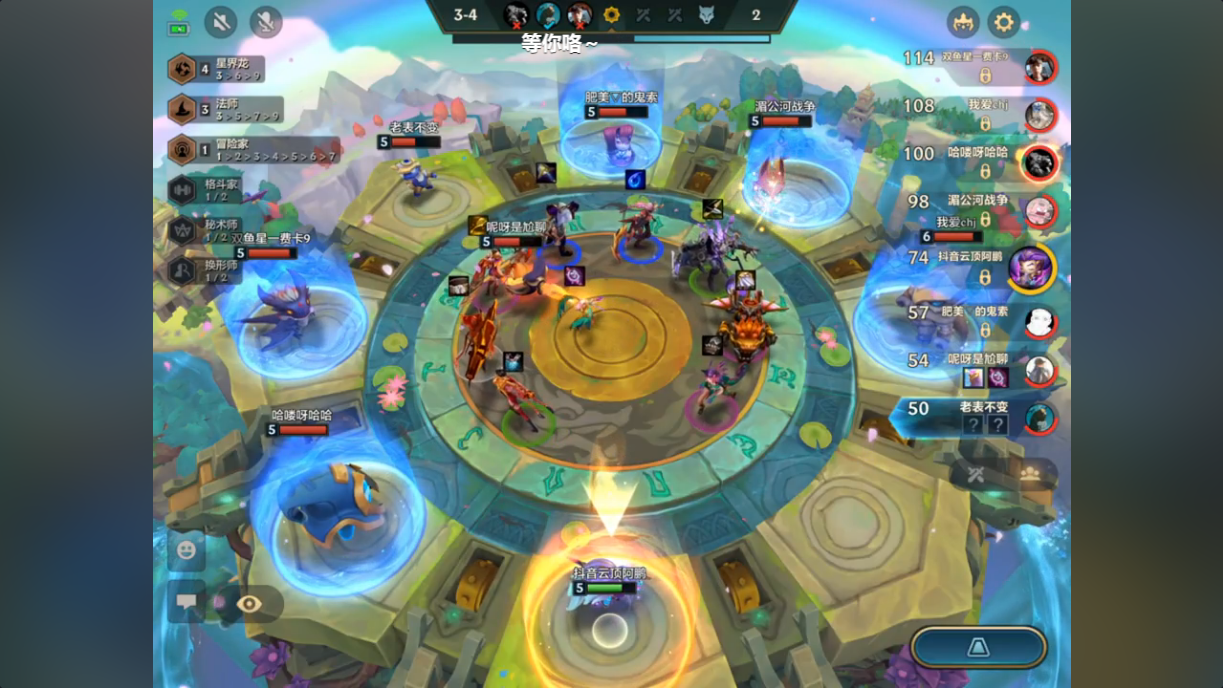 3-4
2
等你咯~
4
星界龙
3>6>9
3
法师
3>5>7>9
1
冒险家
1>2>3>4>5>6>7
格斗家
1/2
秘术师
1/2
换形师
1/2
双鱼星一费卡9
5
老表不变
5
肥美 的鬼索
5
湄公河战争
5
呢呀是尬聊
5
我爱chj
6
哈喽呀哈哈
5
抖音云顶阿鹏
5
114 双鱼星一费卡9
108 我爱chj
100 哈喽呀哈哈
98 湄公河战争
74 抖音云顶阿鹏
57 肥美 的鬼索
54 呢呀是尬聊
50 老表不变
? ?